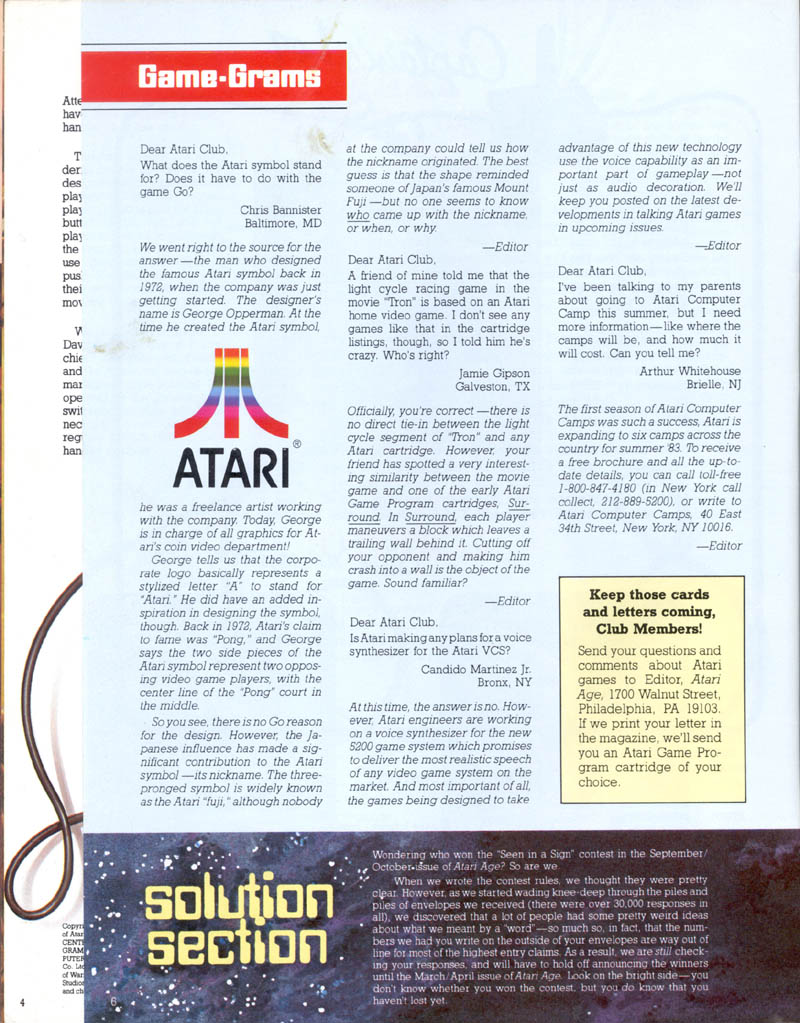 Game-Grams
Atte
hav
han
T
der
des
play
play
butt
play
the
use
pus
thei
mov
W
Dav
chie
and
mar
ope
swit
nec
reg
han
Copyri
of Atar
CENT
GRAM
PUTER
Co. Ltd
of War
Studios
and ch
4
Dear Atari Club,
What does the Atari symbol stand
for? Does it have to do with the
game Go?
Chris Bannister
Baltimore, MD
We went right to the source for the
answer—the man who designed
the famous Atari symbol back in
1972, when the company was just
getting started. The designer's
name is George Opperman. At the
time he created the Atari symbol,
ATARI®
he was a freelance artist working
with the company. Today, George
is in charge of all graphics for At-
ari's coin video department!
George tells us that the corpo-
rate logo basically represents a
stylized letter "A" to stand for
"Atari." He did have an added in-
spiration in designing the symbol,
though. Back in 1972, Atari's claim
to fame was "Pong," and George
says the two side pieces of the
Atari symbol represent two oppos-
ing video game players, with the
center line of the "Pong" court in
the middle.
So you see, there is no Go reason
for the design. However, the Ja-
panese influence has made a sig-
nificant contribution to the Atari
symbol—its nickname. The three-
pronged symbol is widely known
as the Atari "fuji," although nobody
at the company could tell us how
the nickname originated. The best
guess is that the shape reminded
someone of Japan's famous Mount
Fuji—but no one seems to know
who came up with the nickname,
or when, or why.
—Editor
Dear Atari Club,
A friend of mine told me that the
light cycle racing game in the
movie "Tron" is based on an Atari
home video game. I don't see any
games like that in the cartridge
listings, though, so I told him he's
crazy. Who's right?
Jamie Gipson
Galveston, TX
Officially, you're correct—there is
no direct tie-in between the light
cycle segment of "Tron" and any
Atari cartridge. However, your
friend has spotted a very interest-
ing similarity between the movie
game and one of the early Atari
Game Program cartridges, Sur-
round. In Surround, each player
maneuvers a block which leaves a
trailing wall behind it. Cutting off
your opponent and making him
crash into a wall is the object of the
game. Sound familiar?
—Editor
Dear Atari Club,
Is Atari making any plans for a voice
synthesizer for the Atari VCS?
Candido Martinez Jr.
Bronx, NY
At this time, the answer is no. How-
ever, Atari engineers are working
on a voice synthesizer for the new
5200 game system which promises
to deliver the most realistic speech
of any video game system on the
market. And most important of all,
the games being designed to take
advantage of this new technology
use the voice capability as an im-
portant part of gameplay—not
just as audio decoration. We'll
keep you posted on the latest de-
velopments in talking Atari games
in upcoming issues.
—Editor
Dear Atari Club,
I've been talking to my parents
about going to Atari Computer
Camp this summer, but I need
more information—like where the
camps will be, and how much it
will cost. Can you tell me?
Arthur Whitehouse
Brielle, NJ
The first season of Atari Computer
Camps was such a success, Atari is
expanding to six camps across the
country for summer '83. To receive
a free brochure and all the up-to-
date details, you can call toll-free
1-800-847-4180 (in New York call
collect, 212-889-5200), or write to
Atari Computer Camps, 40 East
34th Street, New York, NY 10016.
—Editor
Keep those cards
and letters coming,
Club Members!
Send your questions and
comments about Atari
games to Editor, Atari
Age, 1700 Walnut Street,
Philadelphia, PA 19103.
If we print your letter in
the magazine, we'll send
you an Atari Game Pro-
gram cartridge of your
choice.
solution
section
Wondering who won the "Seen in a Sign" contest in the September/
October issue of Atari Age? So are we.
When we wrote the contest rules, we thought they were pretty
clear. However, as we started wading knee-deep through the piles and
piles of envelopes we received (there were over 30,000 responses in
all), we discovered that a lot of people had some pretty weird ideas
about what we meant by a "word"—so much so, in fact, that the num-
bers we had you write on the outside of your envelopes are way out of
line for most of the highest entry claims. As a result, we are still check-
ing your responses, and will have to hold off announcing the winners
until the March/April issue of Atari Age. Look on the bright side—you
don't know whether you won the contest, but you do know that you
haven't lost yet.
6